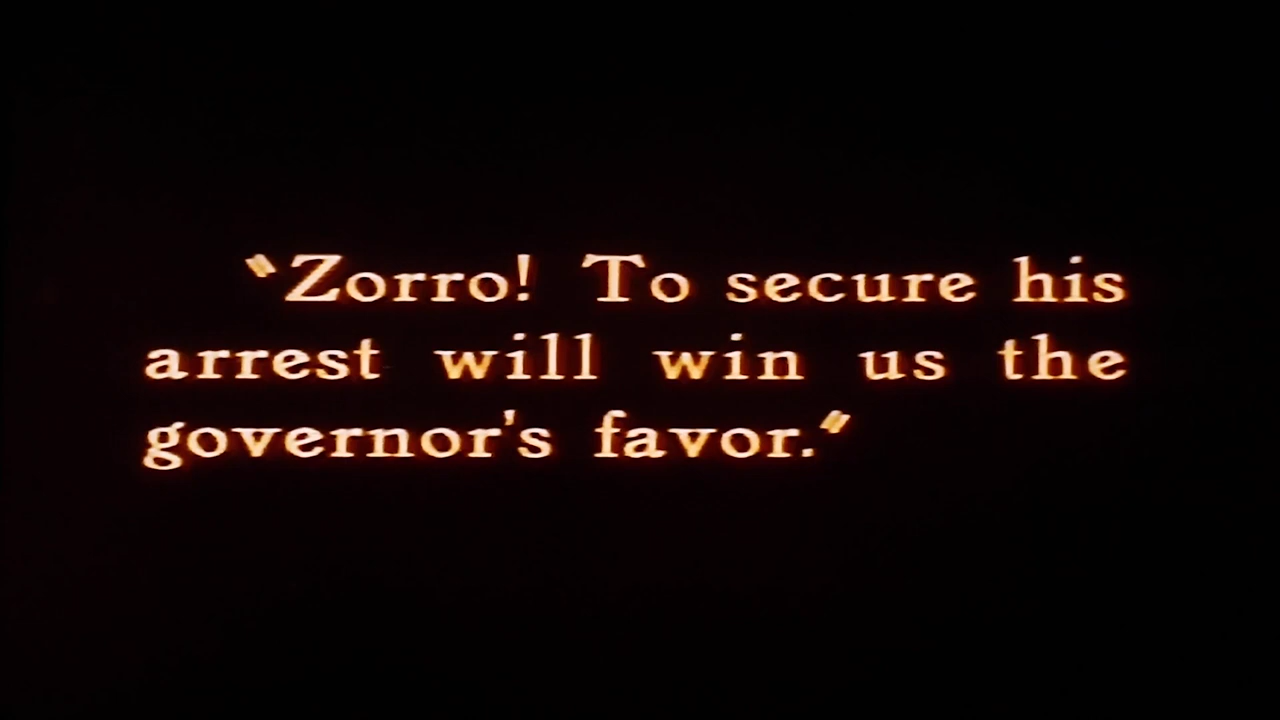 "Zorro! To secure his
arrest will win us the
governor's favor."